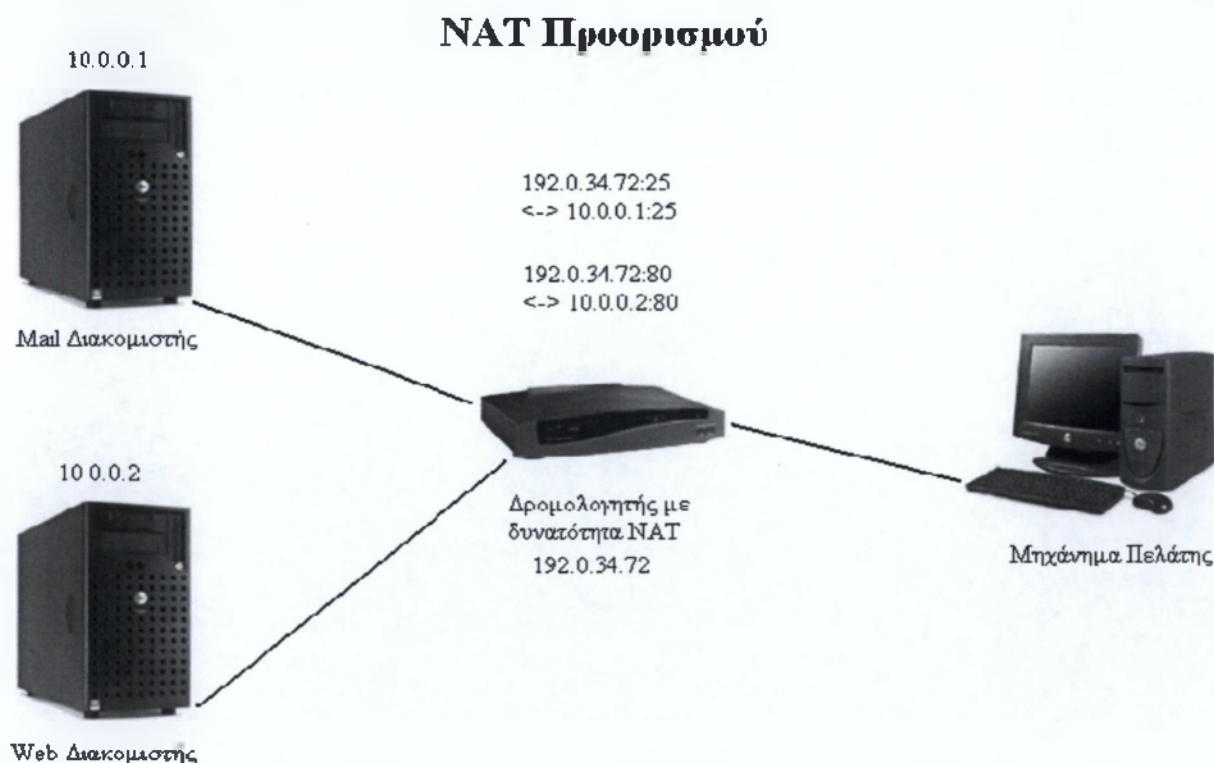 NAT Προορισμού
10.0.0.1
192.0.34.72:25
<-> 10.0.0.1:25
192.0.34.72:80
<-> 10.0.0.2:80
Mail Διακομιστής
10 0.0.2
Δρομολογητής με
δυνατότητα NAT
192.0.34.72
Μηχάνημα Πελάτης
Web Διακομιστής